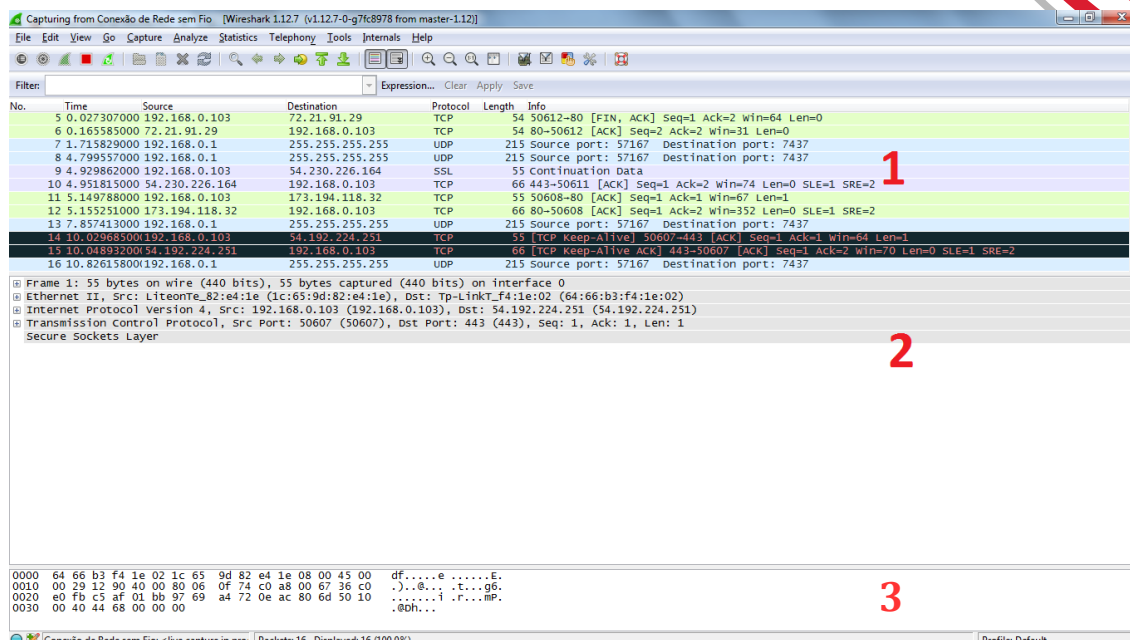 Capturing from Conexão de Rede sem Fio [Wireshark 1.12.7 (v1.12.7-0-g7fc8978 from master-1.12)]
File Edit View Go Capture Analyze Statistics Telephony Tools Internals Help
Filter: Expression... Clear Apply Save
No. Time Source Destination Protocol Length Info
5 0.027307000 192.168.0.103 72.21.91.29 TCP 54 50612→80 [FIN, ACK] Seq=1 Ack=2 Win=64 Len=0
6 0.165585000 72.21.91.29 192.168.0.103 TCP 54 80→50612 [ACK] Seq=2 Ack=2 Win=31 Len=0
7 1.715829000 192.168.0.1 255.255.255.255 UDP 215 Source port: 57167 Destination port: 7437
8 4.799557000 192.168.0.1 255.255.255.255 UDP 215 Source port: 57167 Destination port: 7437
9 4.929862000 192.168.0.103 54.230.226.164 SSL 55 Continuation Data
10 4.951815000 54.230.226.164 192.168.0.103 TCP 66 443→50611 [ACK] Seq=1 Ack=2 Win=74 Len=0 SLE=1 SRE=2
11 5.149788000 192.168.0.103 173.194.118.32 TCP 55 50608→80 [ACK] Seq=1 Ack=1 Win=67 Len=1
12 5.155251000 173.194.118.32 192.168.0.103 TCP 66 80→50608 [ACK] Seq=1 Ack=2 Win=352 Len=0 SLE=1 SRE=2
13 7.857413000 192.168.0.1 255.255.255.255 UDP 215 Source port: 57167 Destination port: 7437
14 10.02968500(192.168.0.103 54.192.224.251 TCP 55 [TCP Keep-Alive] 50607→443 [ACK] Seq=1 Ack=1 Win=64 Len=1
15 10.04893200(54.192.224.251 192.168.0.103 TCP 66 [TCP Keep-Alive ACK] 443→50607 [ACK] Seq=1 Ack=2 Win=70 Len=0 SLE=1 SRE=2
16 10.82615800(192.168.0.1 255.255.255.255 UDP 215 Source port: 57167 Destination port: 7437
1
Frame 1: 55 bytes on wire (440 bits), 55 bytes captured (440 bits) on interface 0
Ethernet II, Src: LiteonTe_82:e4:1e (1c:65:9d:82:e4:1e), Dst: Tp-LinkT_f4:1e:02 (64:66:b3:f4:1e:02)
Internet Protocol Version 4, Src: 192.168.0.103 (192.168.0.103), Dst: 54.192.224.251 (54.192.224.251)
Transmission Control Protocol, Src Port: 50607 (50607), Dst Port: 443 (443), Seq: 1, Ack: 1, Len: 1
Secure Sockets Layer
2
0000 64 66 b3 f4 1e 02 1c 65 9d 82 e4 1e 08 00 45 00 df.....e ......E.
0010 00 29 12 90 40 00 80 06 0f 74 c0 a8 00 67 36 c0 .)..@... .t...g6.
0020 e0 fb c5 af 01 bb 97 69 a4 72 0e ac 80 6d 50 10 .......i .r...mP.
0030 00 40 44 68 00 00 00 .@Dh...
3
Conexão de Rede sem Fio: <live capture in pro Packets: 16 Displayed: 16 (100.0%) Profile: Default